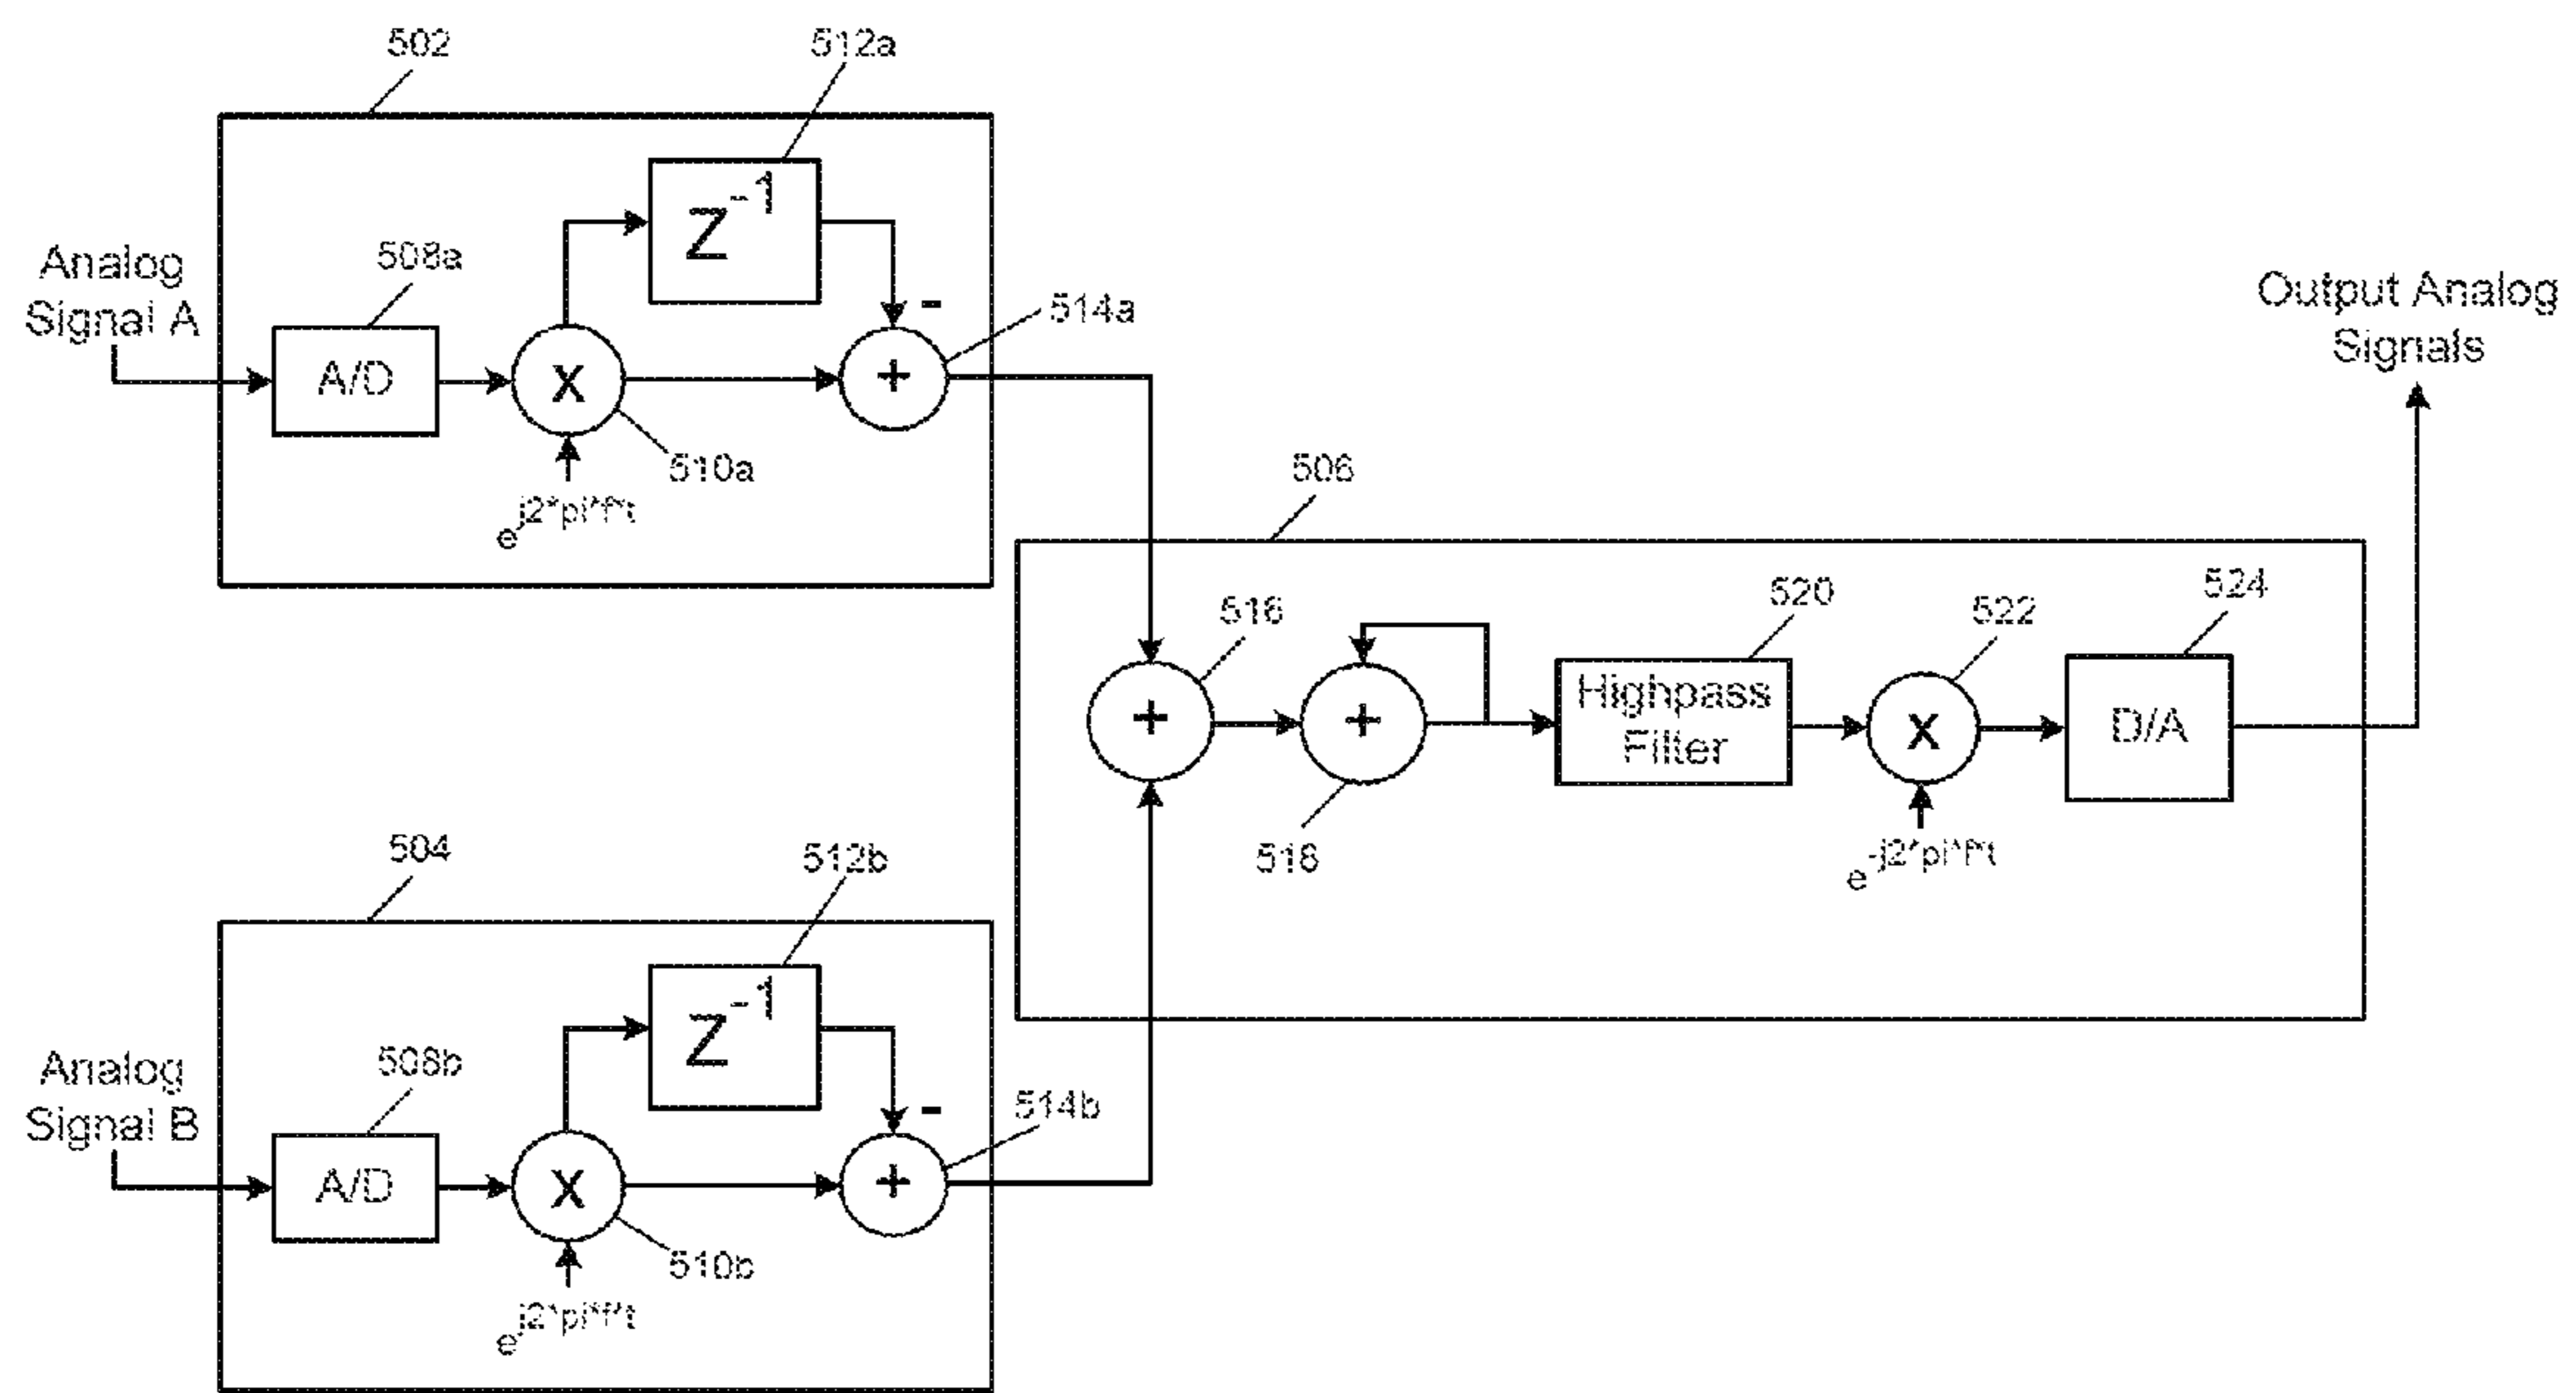 502
512a
Z-1
Analog
Signal A
508a
A/D
X
-
+
514a
510a
ej2*pi*f*t
Output Analog
Signals
506
516
+
518
+
520
Highpass
Filter
522
X
524
D/A
e-j2*pi*f*t
504
512b
Z-1
Analog
Signal B
508b
A/D
X
-
+
514b
510b
ej2*pi*f*t